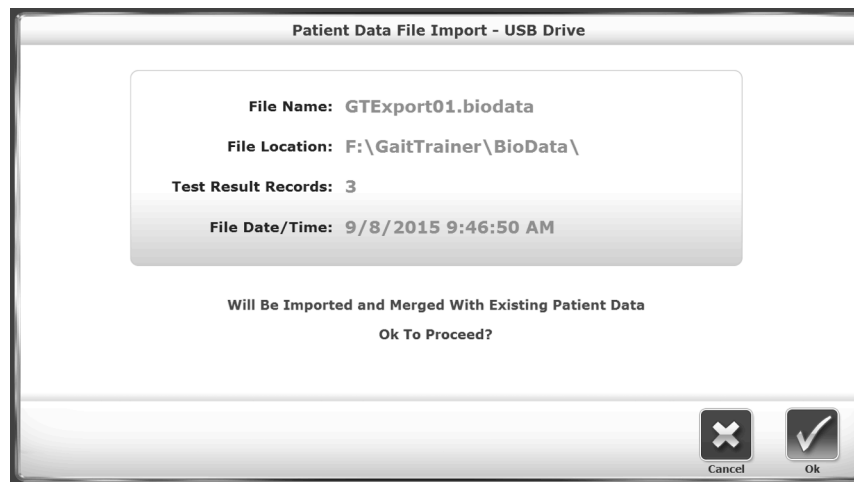 Patient Data File Import - USB Drive
File Name: GTExport01.biodata
File Location: F:\GaitTrainer\BioData\
Test Result Records: 3
File Date/Time: 9/8/2015 9:46:50 AM
Will Be Imported and Merged With Existing Patient Data
Ok To Proceed?
Cancel Ok